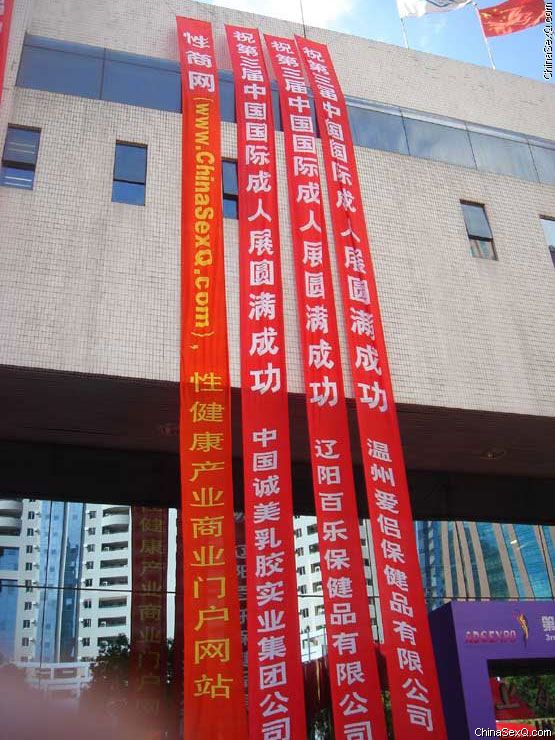 性商网(www.ChinaSexQ.com)，性健康产业商业门户网站
祝第三届中国国际成人展圆满成功 中国诚美乳胶实业集团公司
祝第三届中国国际成人展圆满成功 辽阳百乐保健品有限公司
祝第三届中国国际成人展圆满成功 温州爱侣保健品有限公司
ADSEXPO
第
3r
ChinaSexQ.com
ChinaSexQ.com